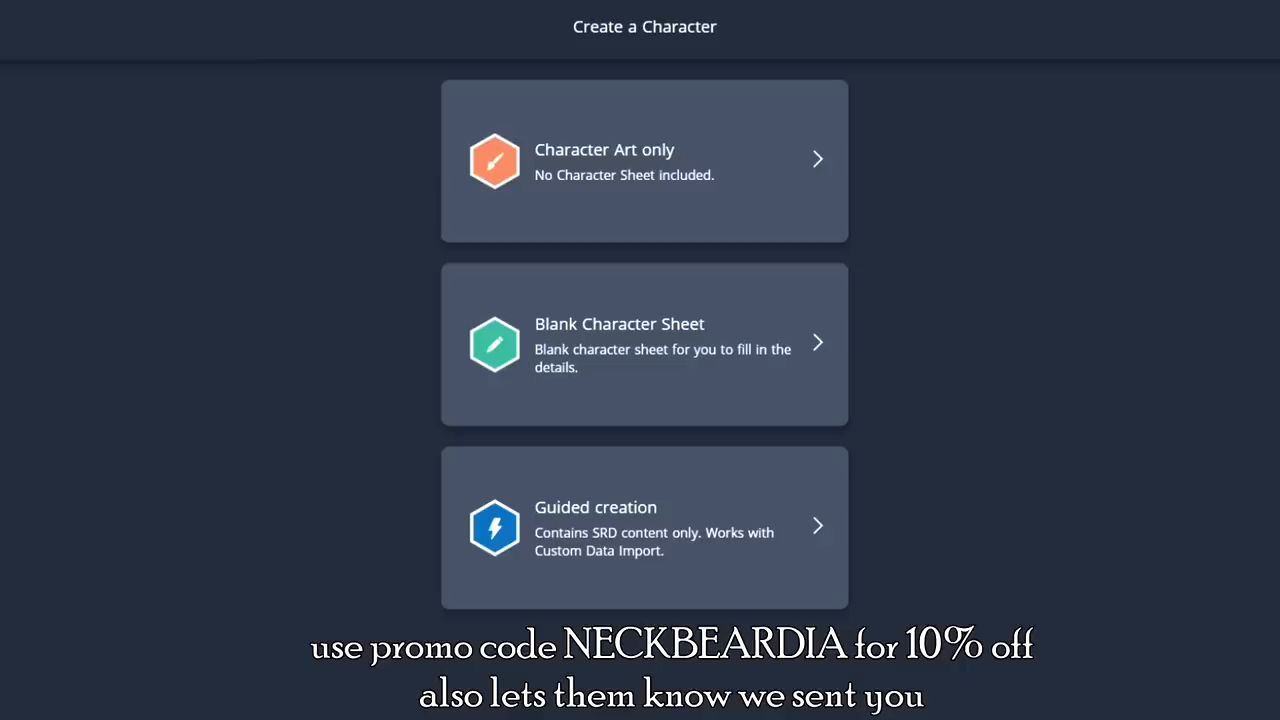 Create a Character
Character Art only
No Character Sheet included.
Blank Character Sheet
Blank character sheet for you to fill in the
details.
Guided creation
Contains SRD content only. Works with
Custom Data Import.
use promo code NECKBEARDIA for 10% off
also lets them know we sent you